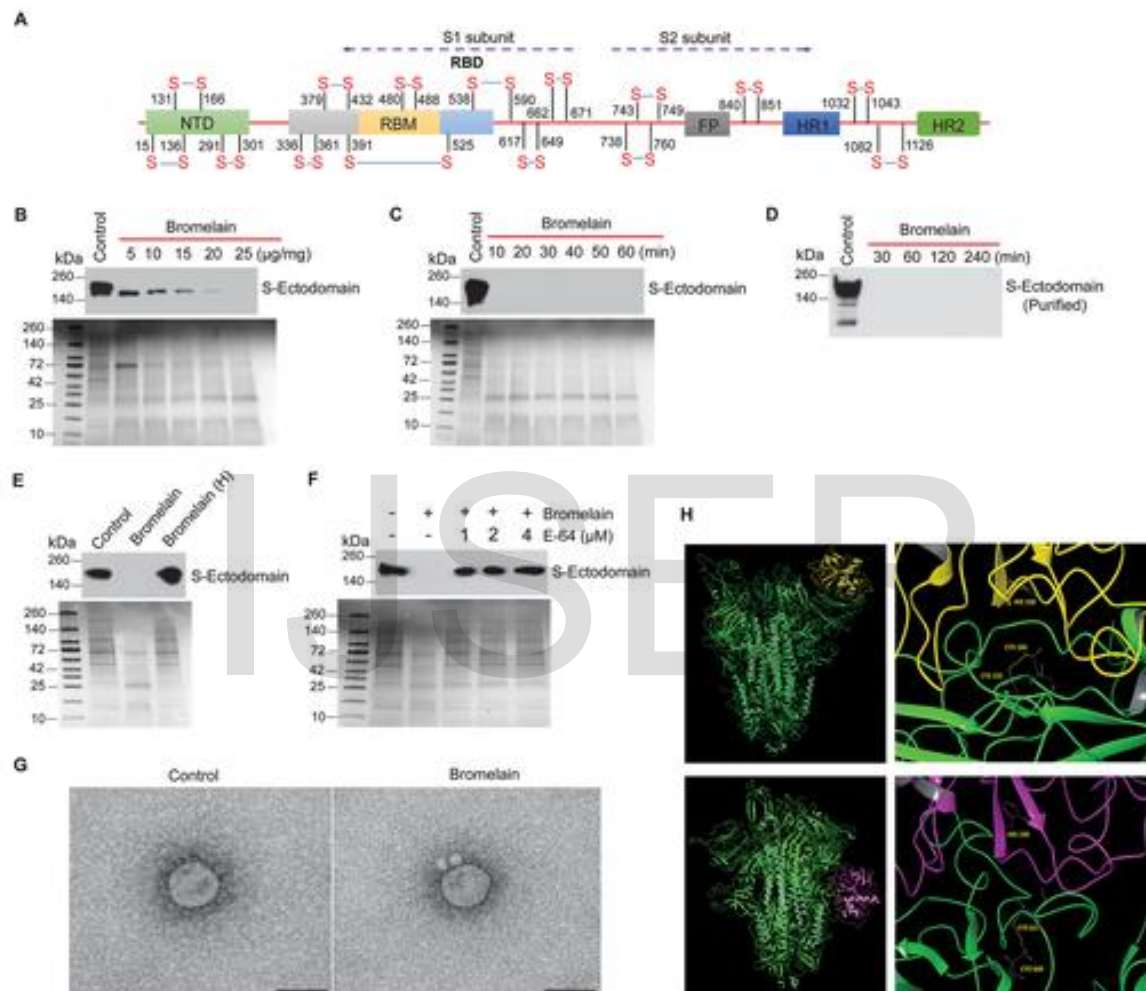 A
S1 subunit
S2 subunit
RBD
S S S S S S S S S S S S S S S S
131 166 379 432 480 488 538 590 662 671 743 749 840 851 1032 1043
NTD RBM FP HR1 HR2
15 136 291 301 336 361 391 525 617 649 738 760 1082 1126
S S S S S S S S S S S S S S
B
Bromelain
Control
kDa
5 10 15 20 25 (µg/mg)
260
140
S-Ectodomain
260
140
72
42
25
10
C
Bromelain
Control
kDa
10 20 30 40 50 60 (min)
260
140
S-Ectodomain
260
140
72
42
25
10
D
Bromelain
Control
kDa
30 60 120 240 (min)
260
140
S-Ectodomain
(Purified)
E
Control
Bromelain
Bromelain (H)
kDa
260
140
S-Ectodomain
260
140
72
42
25
10
F
- + + + + Bromelain
- - 1 2 4 E-64 (µM)
kDa
260
140
S-Ectodomain
260
140
72
42
25
10
G
Control
Bromelain
H
IJSER